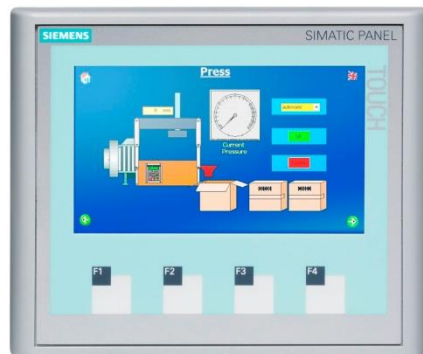 SIEMENS
SIMATIC PANEL
TOUCH
Press
Current
Pressure
F1
F2
F3
F4